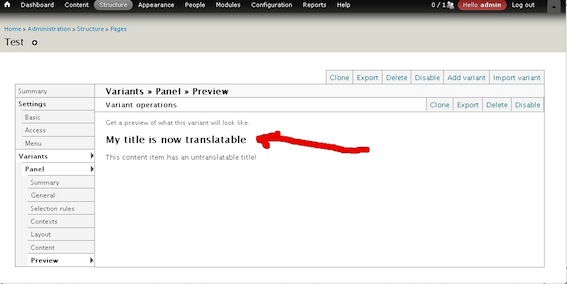 Dashboard Content Structure Appearance People Modules Configuration Reports Help 0 / 1 Hello admin Log out
Home » Administration » Structure » Pages
Test
Clone Export Delete Disable Add variant Import variant
Summary
Settings
Basic
Access
Menu
Variants
Panel
Summary
General
Selection rules
Contexts
Layout
Content
Preview
Variants » Panel » Preview
Variant operations
Clone Export Delete Disable
Get a preview of what this variant will look like.
My title is now translatable
This content item has an untranslatable title!